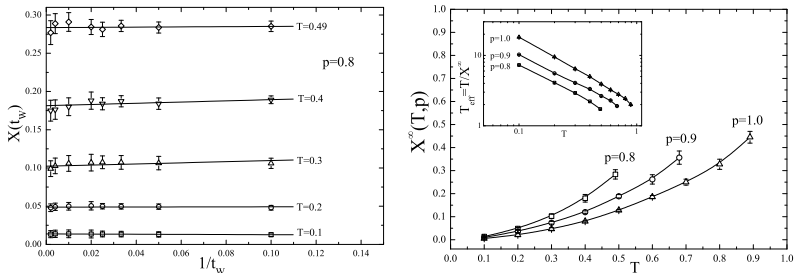 0.30
0.25
0.20
0.15
0.10
0.05
0.00
X(t_w)
T=0.49
p=0.8
T=0.4
T=0.3
T=0.2
T=0.1
0.00 0.02 0.04 0.06 0.08 0.10 0.12 0.14
1/t_w
1.0
0.9
0.8
0.7
0.6
0.5
0.4
0.3
0.2
0.1
0.0
X^∞(T,p)
T_eff=T/X^∞
10
1
p=1.0
p=0.9
p=0.8
0.1 1
T
p=0.8
p=0.9
p=1.0
0.0 0.1 0.2 0.3 0.4 0.5 0.6 0.7 0.8 0.9 1.0
T